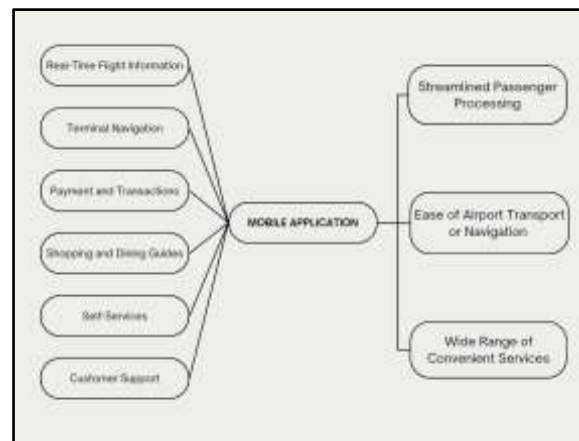 Real-Time Flight Information
Terminal Navigation
Payment and Transactions
Shopping and Dining Guides
Self-Services
Customer Support
MOBILE APPLICATION
Streamlined Passenger
Processing
Ease of Airport Transport
or Navigation
Wide Range of
Convenient Services